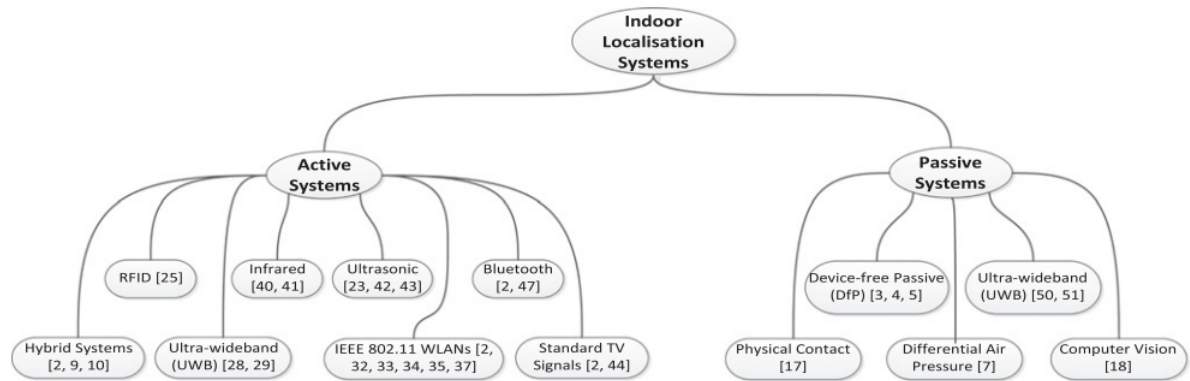 Indoor
Localisation
Systems
Active
Systems
Passive
Systems
RFID [25]
Infrared
[40, 41]
Ultrasonic
[23, 42, 43]
Bluetooth
[2, 47]
Device-free Passive
(DfP) [3, 4, 5]
Ultra-wideband
(UWB) [50, 51]
Hybrid Systems
[2, 9, 10]
Ultra-wideband
(UWB) [28, 29]
IEEE 802.11 WLANs [2,
32, 33, 34, 35, 37]
Standard TV
Signals [2, 44]
Physical Contact
[17]
Differential Air
Pressure [7]
Computer Vision
[18]